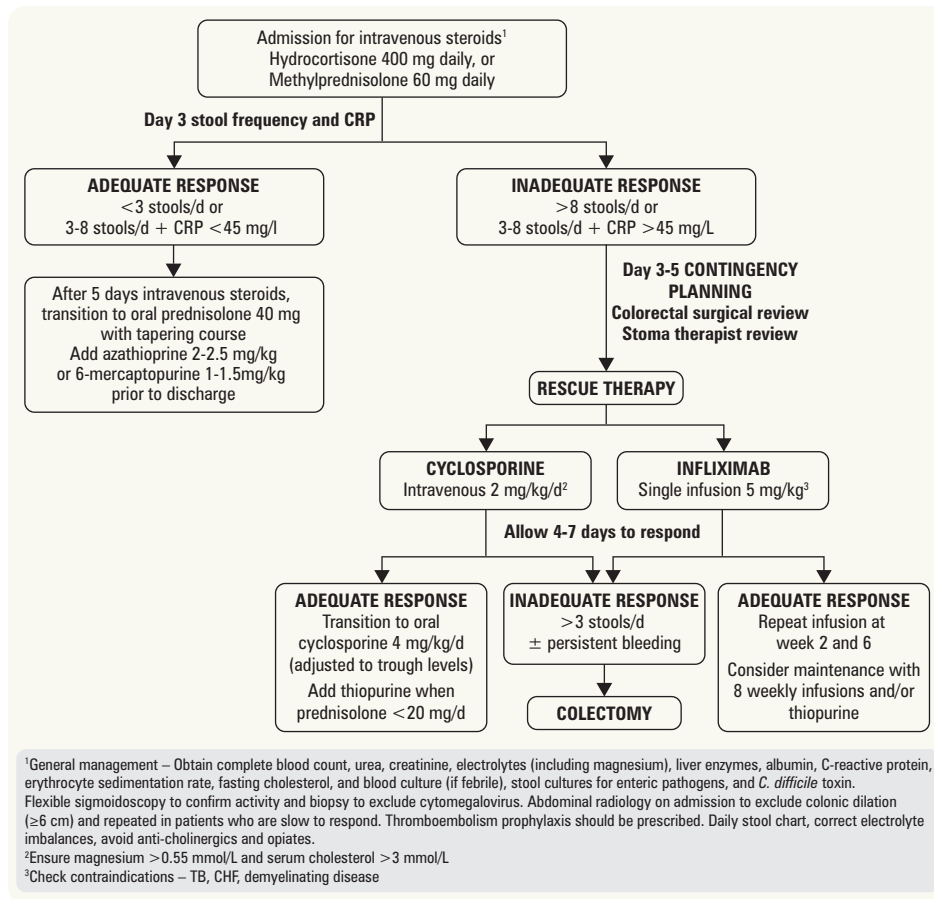 Admission for intravenous steroids¹
Hydrocortisone 400 mg daily, or
Methylprednisolone 60 mg daily
Day 3 stool frequency and CRP
ADEQUATE RESPONSE
<3 stools/d or
3-8 stools/d + CRP <45 mg/l
INADEQUATE RESPONSE
>8 stools/d or
3-8 stools/d + CRP >45 mg/L
After 5 days intravenous steroids,
transition to oral prednisolone 40 mg
with tapering course
Add azathioprine 2-2.5 mg/kg
or 6-mercaptopurine 1-1.5mg/kg
prior to discharge
Day 3-5 CONTINGENCY
PLANNING
Colorectal surgical review
Stoma therapist review
RESCUE THERAPY
CYCLOSPORINE
Intravenous 2 mg/kg/d²
INFLIXIMAB
Single infusion 5 mg/kg³
Allow 4-7 days to respond
ADEQUATE RESPONSE
Transition to oral
cyclosporine 4 mg/kg/d
(adjusted to trough levels)
Add thiopurine when
prednisolone <20 mg/d
INADEQUATE RESPONSE
>3 stools/d
± persistent bleeding
COLECTOMY
ADEQUATE RESPONSE
Repeat infusion at
week 2 and 6
Consider maintenance with
8 weekly infusions and/or
thiopurine
¹General management – Obtain complete blood count, urea, creatinine, electrolytes (including magnesium), liver enzymes, albumin, C-reactive protein,
erythrocyte sedimentation rate, fasting cholesterol, and blood culture (if febrile), stool cultures for enteric pathogens, and C. difficile toxin.
Flexible sigmoidoscopy to confirm activity and biopsy to exclude cytomegalovirus. Abdominal radiology on admission to exclude colonic dilation
(≥6 cm) and repeated in patients who are slow to respond. Thromboembolism prophylaxis should be prescribed. Daily stool chart, correct electrolyte
imbalances, avoid anti-cholinergics and opiates.
²Ensure magnesium >0.55 mmol/L and serum cholesterol >3 mmol/L
³Check contraindications – TB, CHF, demyelinating disease